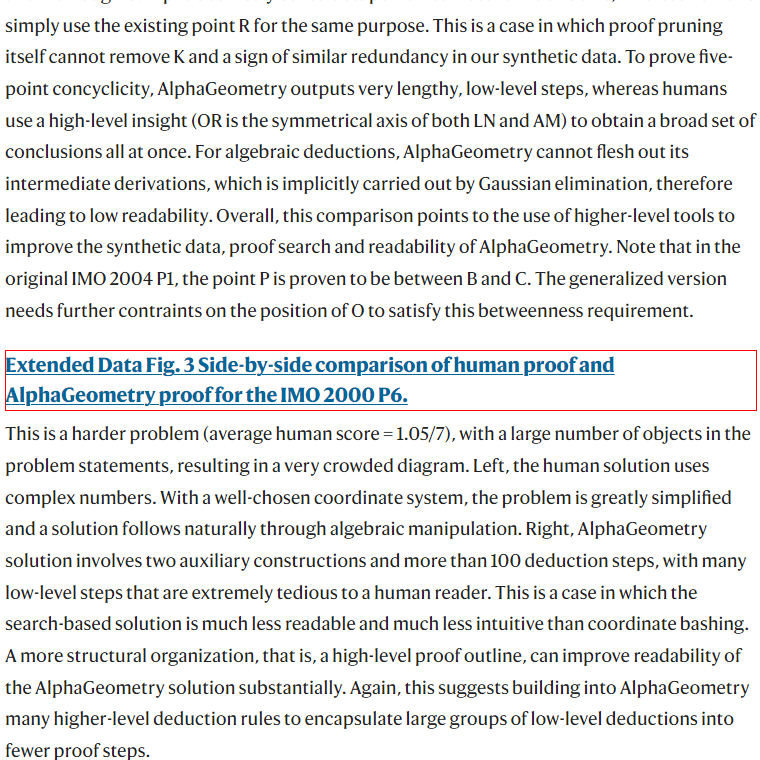 simply use the existing point R for the same purpose. This is a case in which proof pruning
itself cannot remove K and a sign of similar redundancy in our synthetic data. To prove five-
point concyclicity, AlphaGeometry outputs very lengthy, low-level steps, whereas humans
use a high-level insight (OR is the symmetrical axis of both LN and AM) to obtain a broad set of
conclusions all at once. For algebraic deductions, AlphaGeometry cannot flesh out its
intermediate derivations, which is implicitly carried out by Gaussian elimination, therefore
leading to low readability. Overall, this comparison points to the use of higher-level tools to
improve the synthetic data, proof search and readability of AlphaGeometry. Note that in the
original IMO 2004 P1, the point P is proven to be between B and C. The generalized version
needs further contraints on the position of O to satisfy this betweenness requirement.
Extended Data Fig. 3 Side-by-side comparison of human proof and
AlphaGeometry proof for the IMO 2000 P6.
This is a harder problem (average human score = 1.05/7), with a large number of objects in the
problem statements, resulting in a very crowded diagram. Left, the human solution uses
complex numbers. With a well-chosen coordinate system, the problem is greatly simplified
and a solution follows naturally through algebraic manipulation. Right, AlphaGeometry
solution involves two auxiliary constructions and more than 100 deduction steps, with many
low-level steps that are extremely tedious to a human reader. This is a case in which the
search-based solution is much less readable and much less intuitive than coordinate bashing.
A more structural organization, that is, a high-level proof outline, can improve readability of
the AlphaGeometry solution substantially. Again, this suggests building into AlphaGeometry
many higher-level deduction rules to encapsulate large groups of low-level deductions into
fewer proof steps.